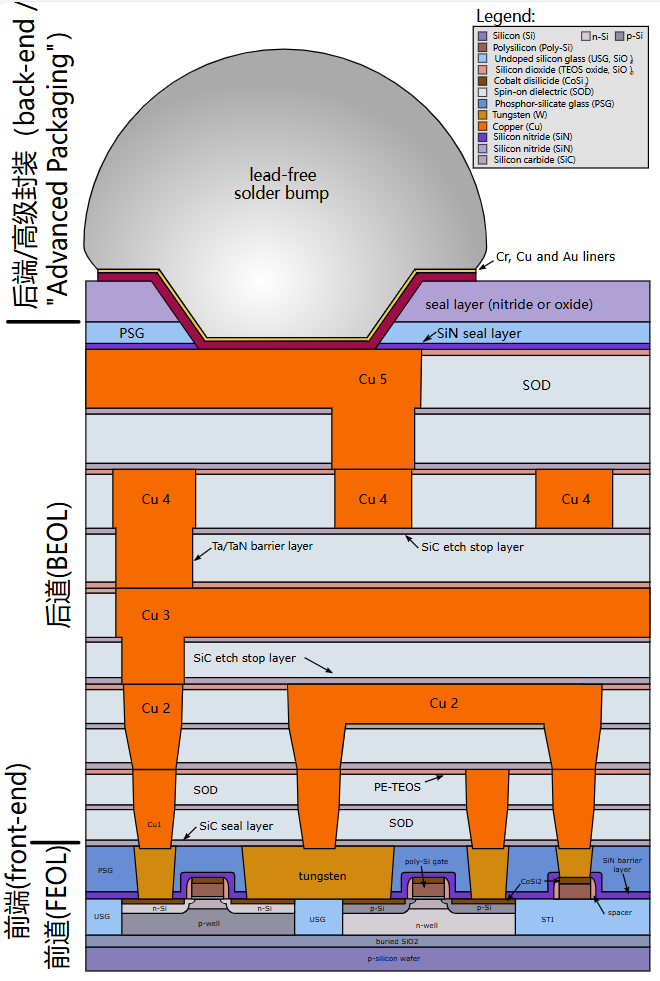 Legend:
Silicon (Si)
n-Si
p-Si
Polysilicon (Poly-Si)
Undoped silicon glass (USG, SiO 2)
Silicon dioxide (TEOS oxide, SiO 2)
Cobalt disilicide (CoSi 2)
Spin-on dielectric (SOD)
Phosphor-silicate glass (PSG)
Tungsten (W)
Copper (Cu)
Silicon nitride (SiN)
Silicon nitride (SiN)
Silicon carbide (SiC)
后端/高级封装 (back-end /
"Advanced Packaging")
lead-free
solder bump
Cr, Cu and Au liners
seal layer (nitride or oxide)
PSG
SiN seal layer
Cu 5
SOD
后道(BEOL)
Cu 4
Cu 4
Cu 4
Ta/TaN barrier layer
SiC etch stop layer
Cu 3
SiC etch stop layer
Cu 2
Cu 2
SOD
PE-TEOS
Cu1
SiC seal layer
SOD
前端(front-end)
前道(FEOL)
PSG
tungsten
poly-Si gate
CoSi2
SiN barrier
layer
n-Si
n-Si
p-Si
p-Si
spacer
USG
p-well
USG
n-well
STI
buried SiO2
p-silicon wafer